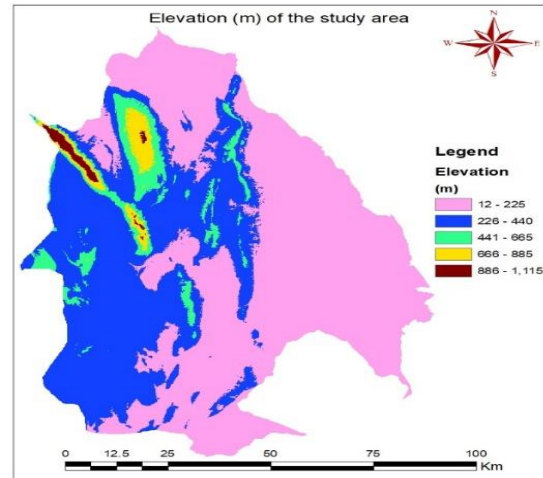 Elevation (m) of the study area
N
W E
S
Legend
Elevation
(m)
12 - 225
226 - 440
441 - 665
666 - 885
886 - 1,115
0 12.5 25 50 75 100
Km